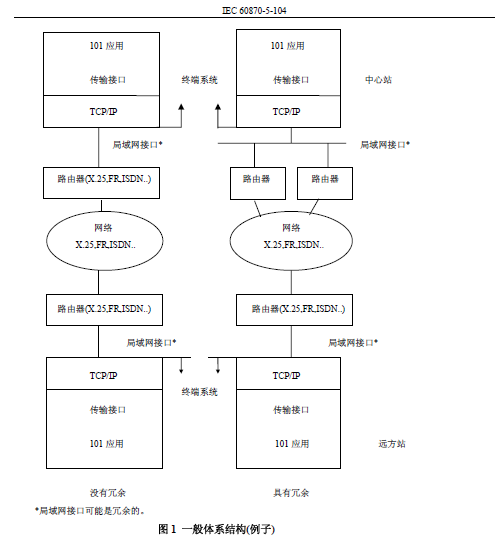 IEC 60870-5-104
101 应用 101 应用
传输接口 终端系统 传输接口 中心站
TCP/IP TCP/IP
局域网接口* 局域网接口*
路由器(X.25,FR,ISDN..) 路由器 路由器
网络 网络
X.25,FR,ISDN.. X.25,FR,ISDN..
路由器(X.25,FR,ISDN..) 路由器(X.25,FR,ISDN..)
局域网接口* 局域网接口*
TCP/IP TCP/IP
终端系统
传输接口 传输接口
101 应用 101 应用 远方站
没有冗余 具有冗余
*局域网接口可能是冗余的。
图 1 一般体系结构(例子)